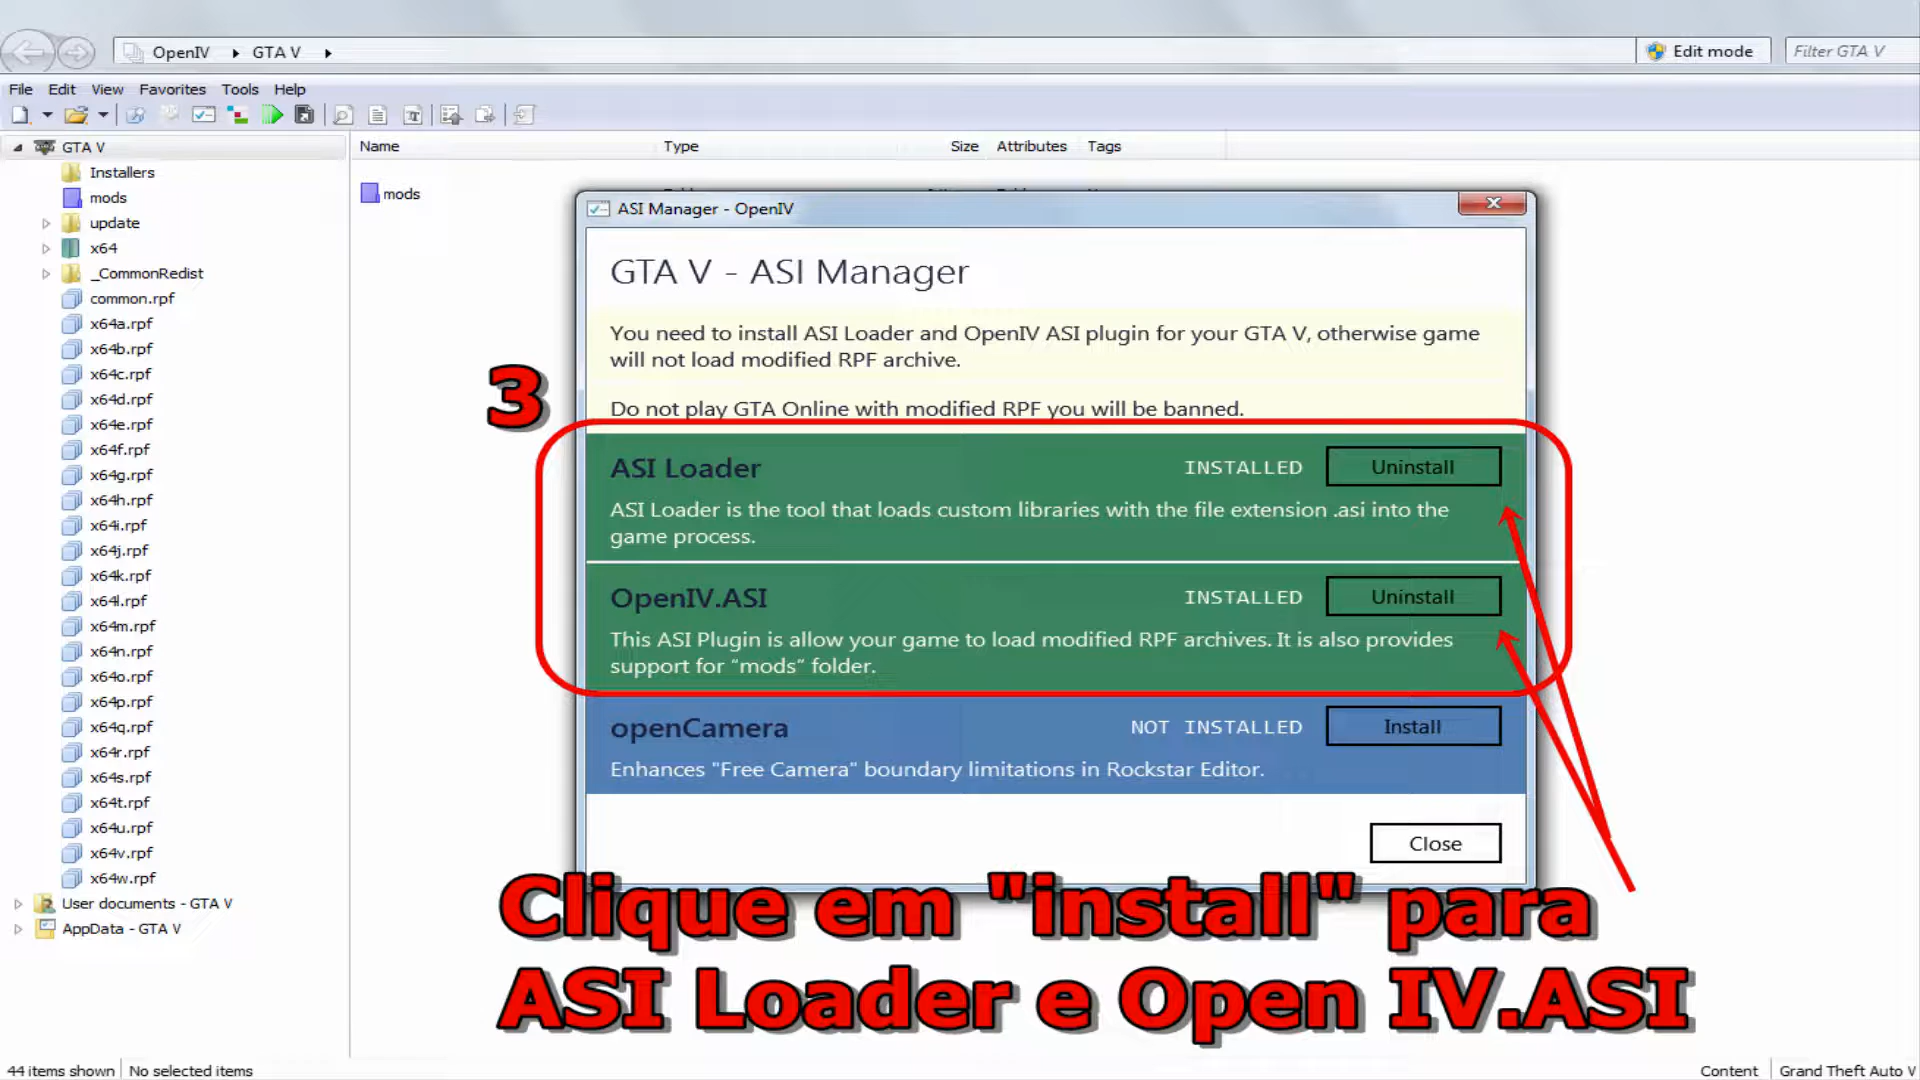 OpenIV ▸ GTA V ▸
Edit mode
Filter GTA V
File Edit View Favorites Tools Help
GTA V
Installers
mods
update
x64
_CommonRedist
common.rpf
x64a.rpf
x64b.rpf
x64c.rpf
x64d.rpf
x64e.rpf
x64f.rpf
x64g.rpf
x64h.rpf
x64i.rpf
x64j.rpf
x64k.rpf
x64l.rpf
x64m.rpf
x64n.rpf
x64o.rpf
x64p.rpf
x64q.rpf
x64r.rpf
x64s.rpf
x64t.rpf
x64u.rpf
x64v.rpf
x64w.rpf
User documents - GTA V
AppData - GTA V
Name Type Size Attributes Tags
mods
ASI Manager - OpenIV
GTA V - ASI Manager
You need to install ASI Loader and OpenIV ASI plugin for your GTA V, otherwise game
will not load modified RPF archive.
Do not play GTA Online with modified RPF you will be banned.
3
ASI Loader INSTALLED Uninstall
ASI Loader is the tool that loads custom libraries with the file extension .asi into the
game process.
OpenIV.ASI INSTALLED Uninstall
This ASI Plugin is allow your game to load modified RPF archives. It is also provides
support for “mods” folder.
openCamera NOT INSTALLED Install
Enhances "Free Camera" boundary limitations in Rockstar Editor.
Close
Clique em "install" para
ASI Loader e Open IV.ASI
44 items shown No selected items
Content Grand Theft Auto V